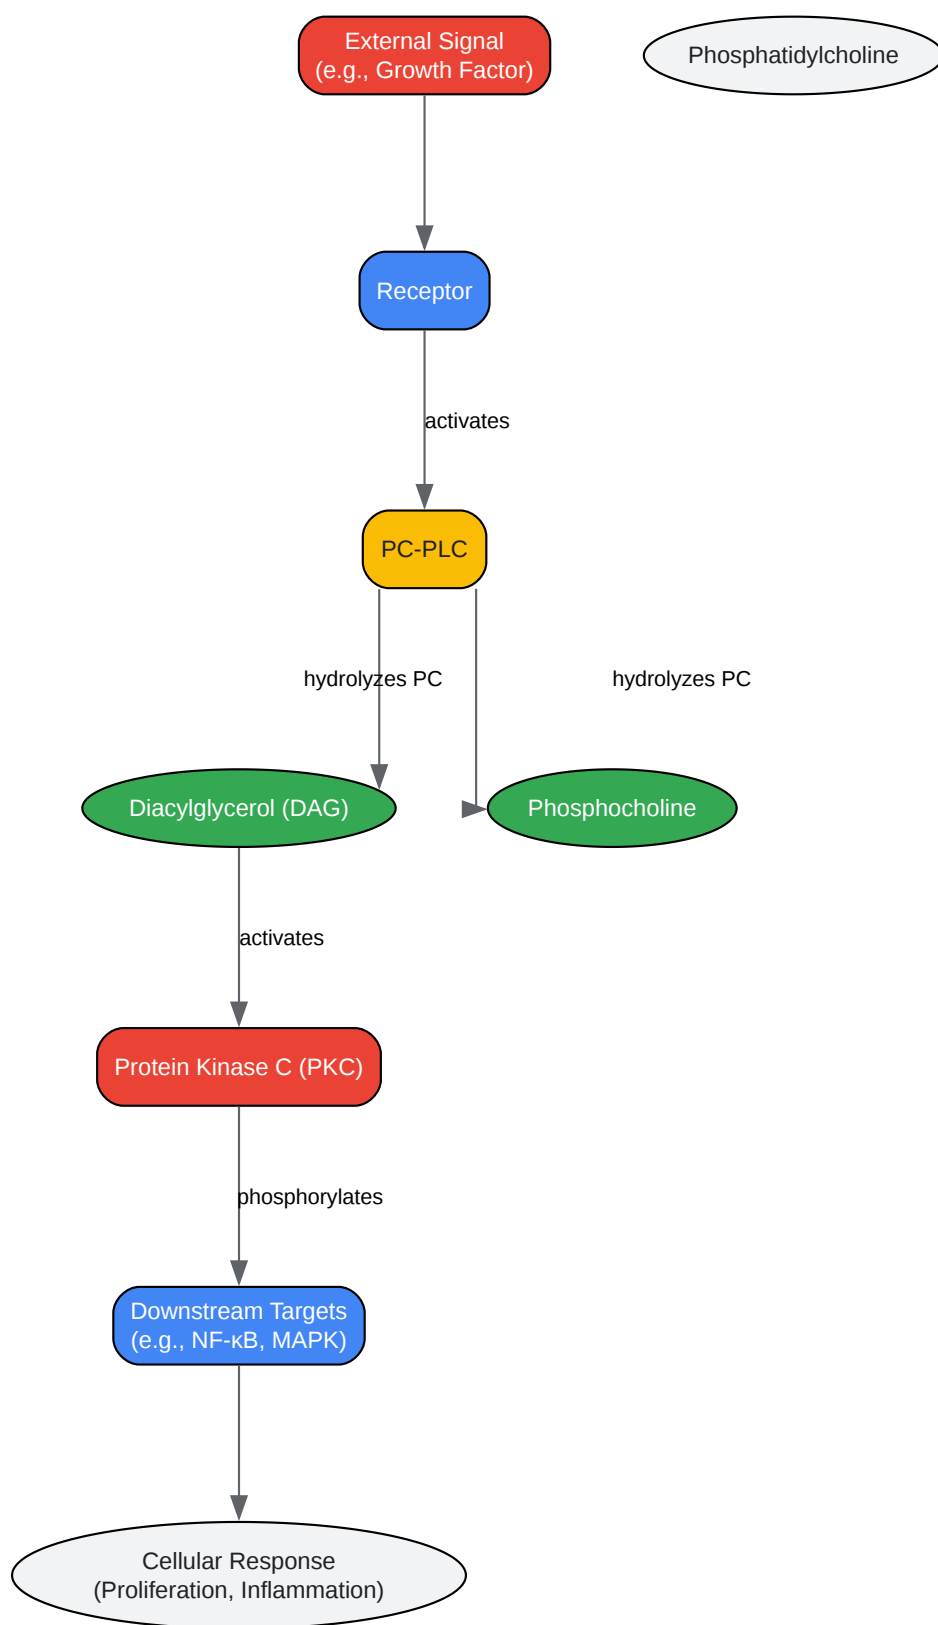 External Signal
(e.g., Growth Factor)
Phosphatidylcholine
Receptor
activates
PC-PLC
hydrolyzes PC
hydrolyzes PC
Diacylglycerol (DAG)
Phosphocholine
activates
Protein Kinase C (PKC)
phosphorylates
Downstream Targets
(e.g., NF-κB, MAPK)
Cellular Response
(Proliferation, Inflammation)